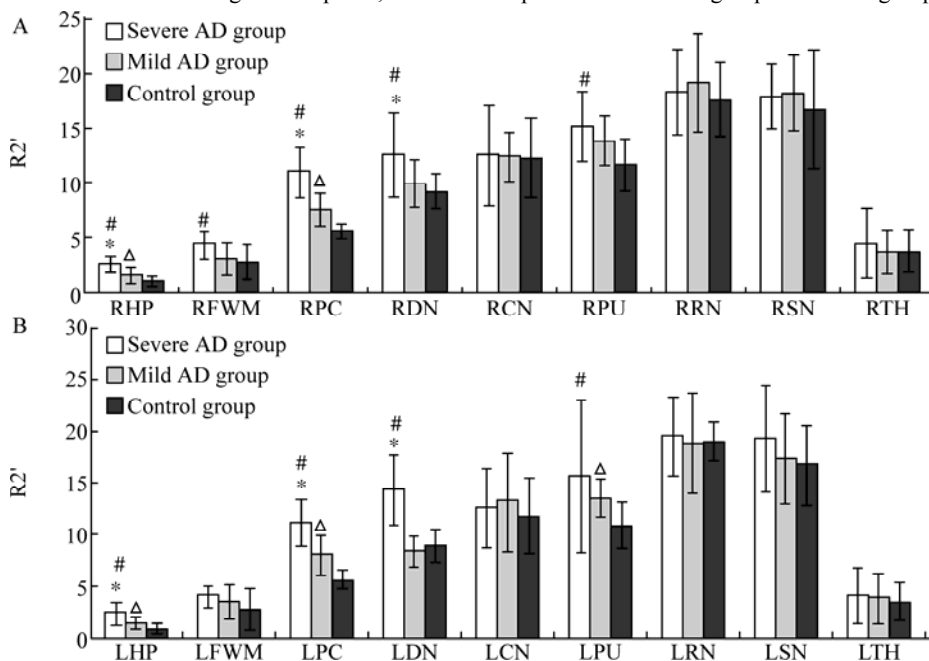 A
25
20
15
10
5
0
R2'
Severe AD group
Mild AD group
Control group
#
*
Δ
#
#
*
Δ
#
*
#
RHP RFWM RPC RDN RCN RPU RRN RSN RTH
B
30
25
20
15
10
5
0
R2'
Severe AD group
Mild AD group
Control group
#
*
Δ
#
*
Δ
#
*
#
Δ
LHP LFWM LPC LDN LCN LPU LRN LSN LTH